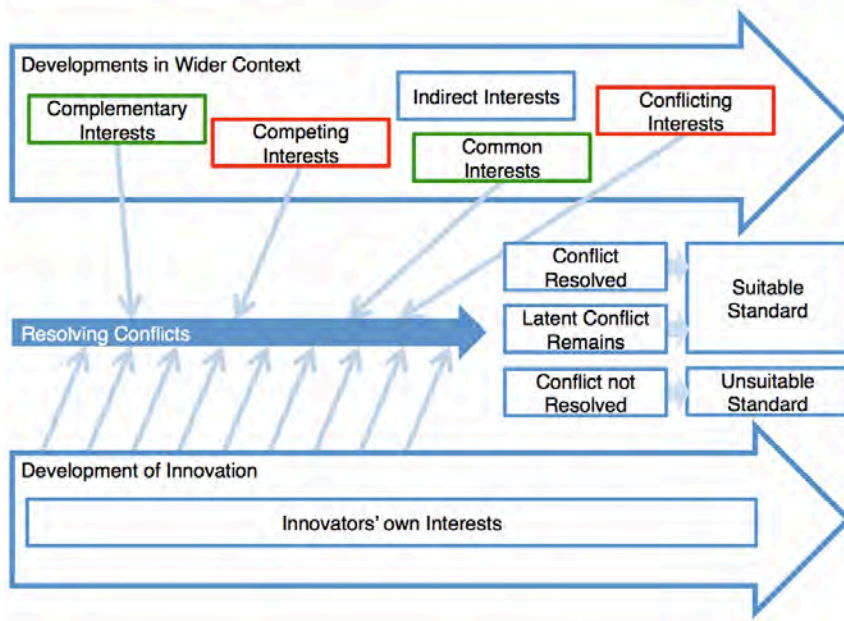 Developments in Wider Context
Complementary
Interests
Competing
Interests
Indirect Interests
Common
Interests
Conflicting
Interests
Conflict
Resolved
Suitable
Standard
Resolving Conflicts
Latent Conflict
Remains
Conflict not
Resolved
Unsuitable
Standard
Development of Innovation
Innovators' own Interests